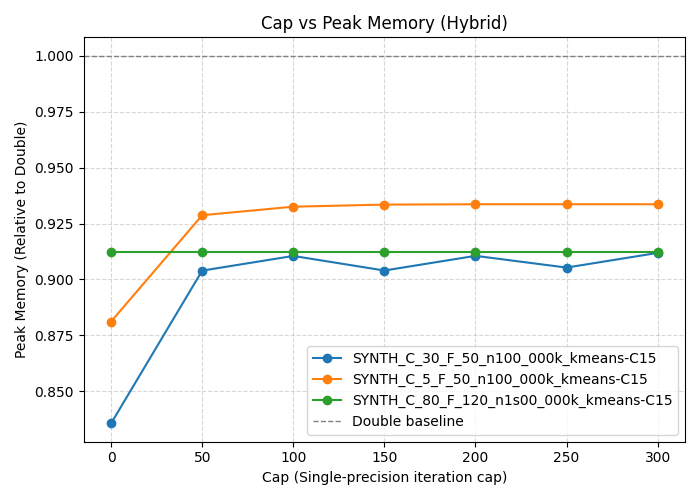 Cap vs Peak Memory (Hybrid)
Peak Memory (Relative to Double)
1.000
0.975
0.950
0.925
0.900
0.875
0.850
SYNTH_C_30_F_50_n100_000k_kmeans-C15
SYNTH_C_5_F_50_n100_000k_kmeans-C15
SYNTH_C_80_F_120_n1s00_000k_kmeans-C15
Double baseline
0 50 100 150 200 250 300
Cap (Single-precision iteration cap)